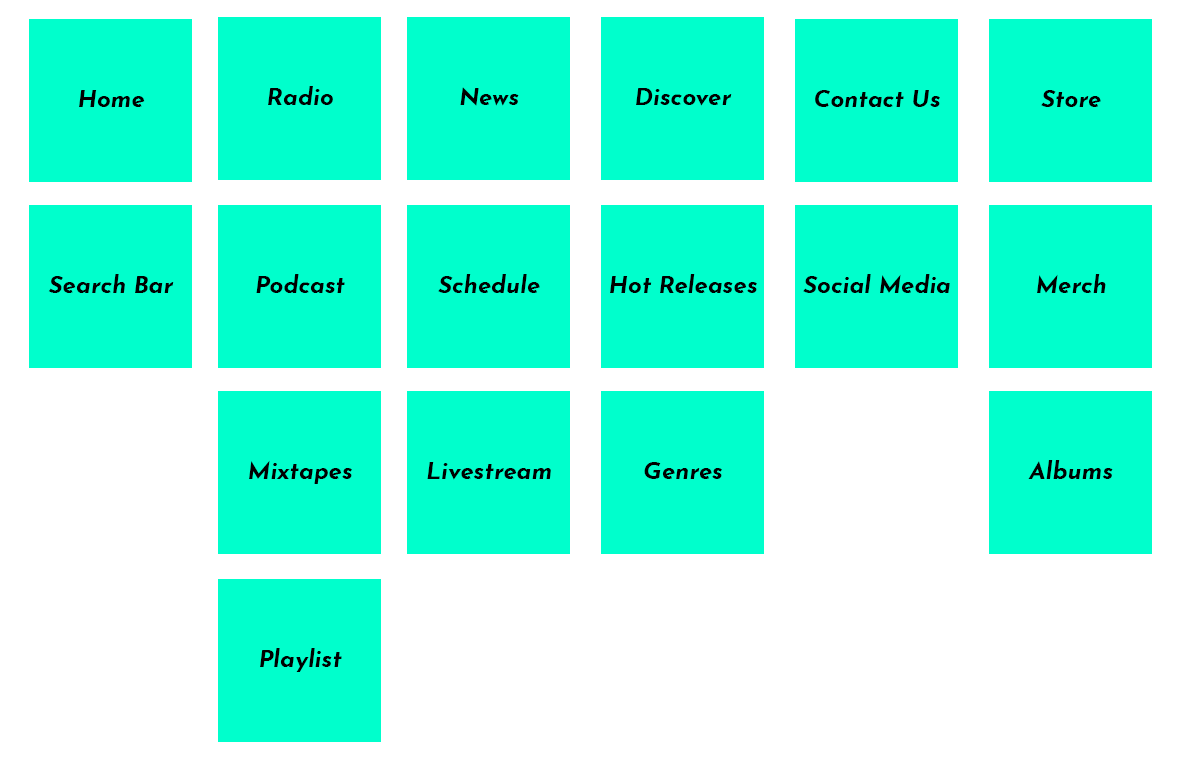 Home
Radio
News
Discover
Contact Us
Store
Search Bar
Podcast
Schedule
Hot Releases
Social Media
Merch
Mixtapes
Livestream
Genres
Albums
Playlist